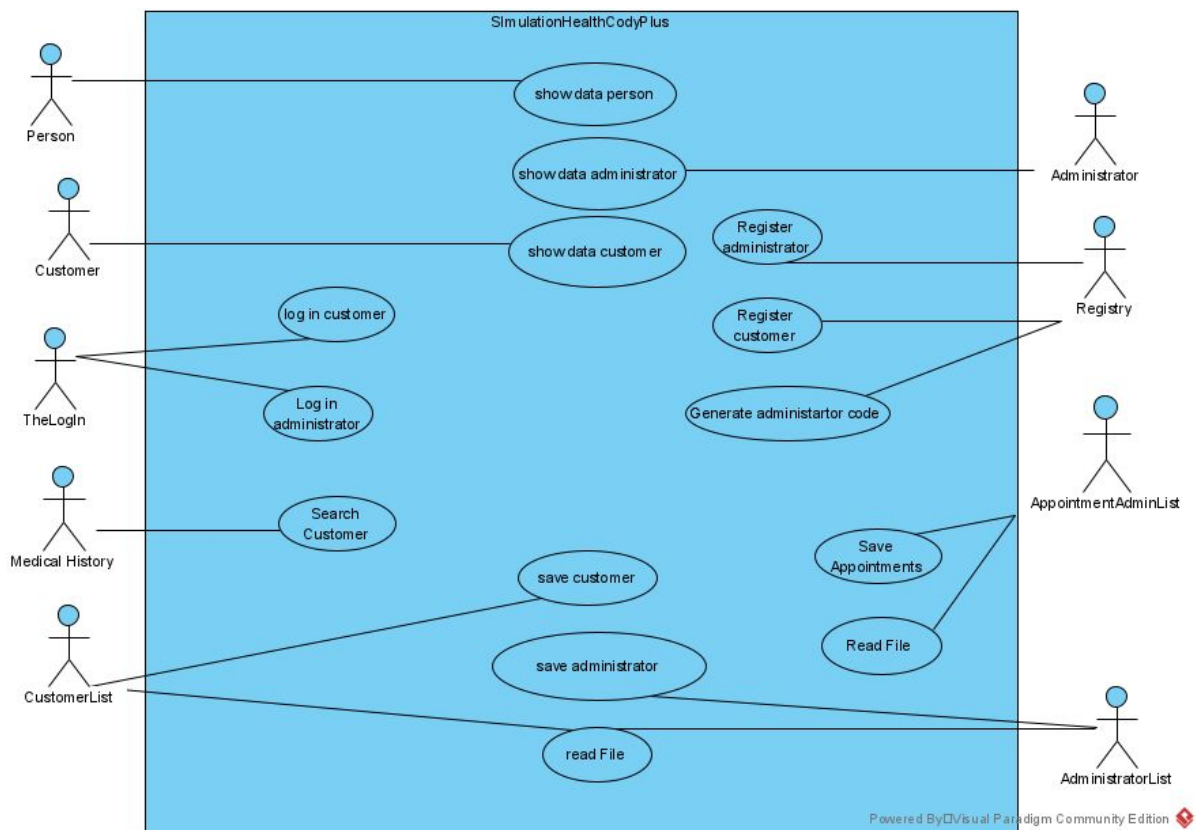 SImulationHealthCodyPlus
Person
show data person
Administrator
show data administrator
Customer
show data customer
Register
administrator
Registry
log in customer
Register
customer
TheLogIn
Log in
administrator
Generate administartor code
AppointmentAdminList
Medical History
Search
Customer
Save
Appointments
save customer
Read File
CustomerList
save administrator
read File
AdministratorList
Powered By□Visual Paradigm Community Edition